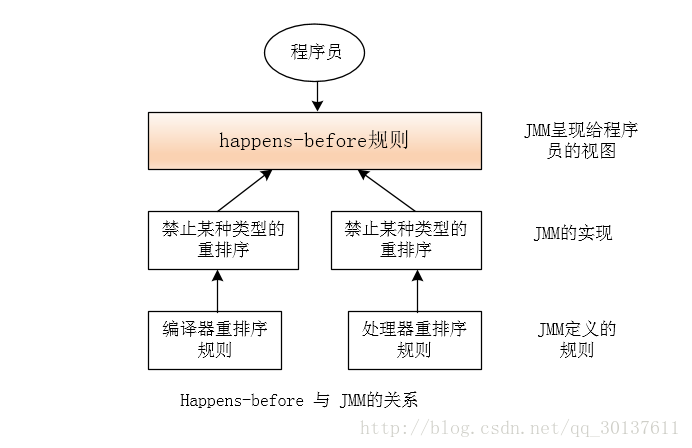 程序员
happens-before规则
JMM呈现给程序
员的视图
禁止某种类型的
重排序
禁止某种类型的
重排序
JMM的实现
编译器重排序
规则
处理器重排序
规则
JMM定义的
规则
Happens-before 与 JMM的关系
http://blog.csdn.net/qq_30137611